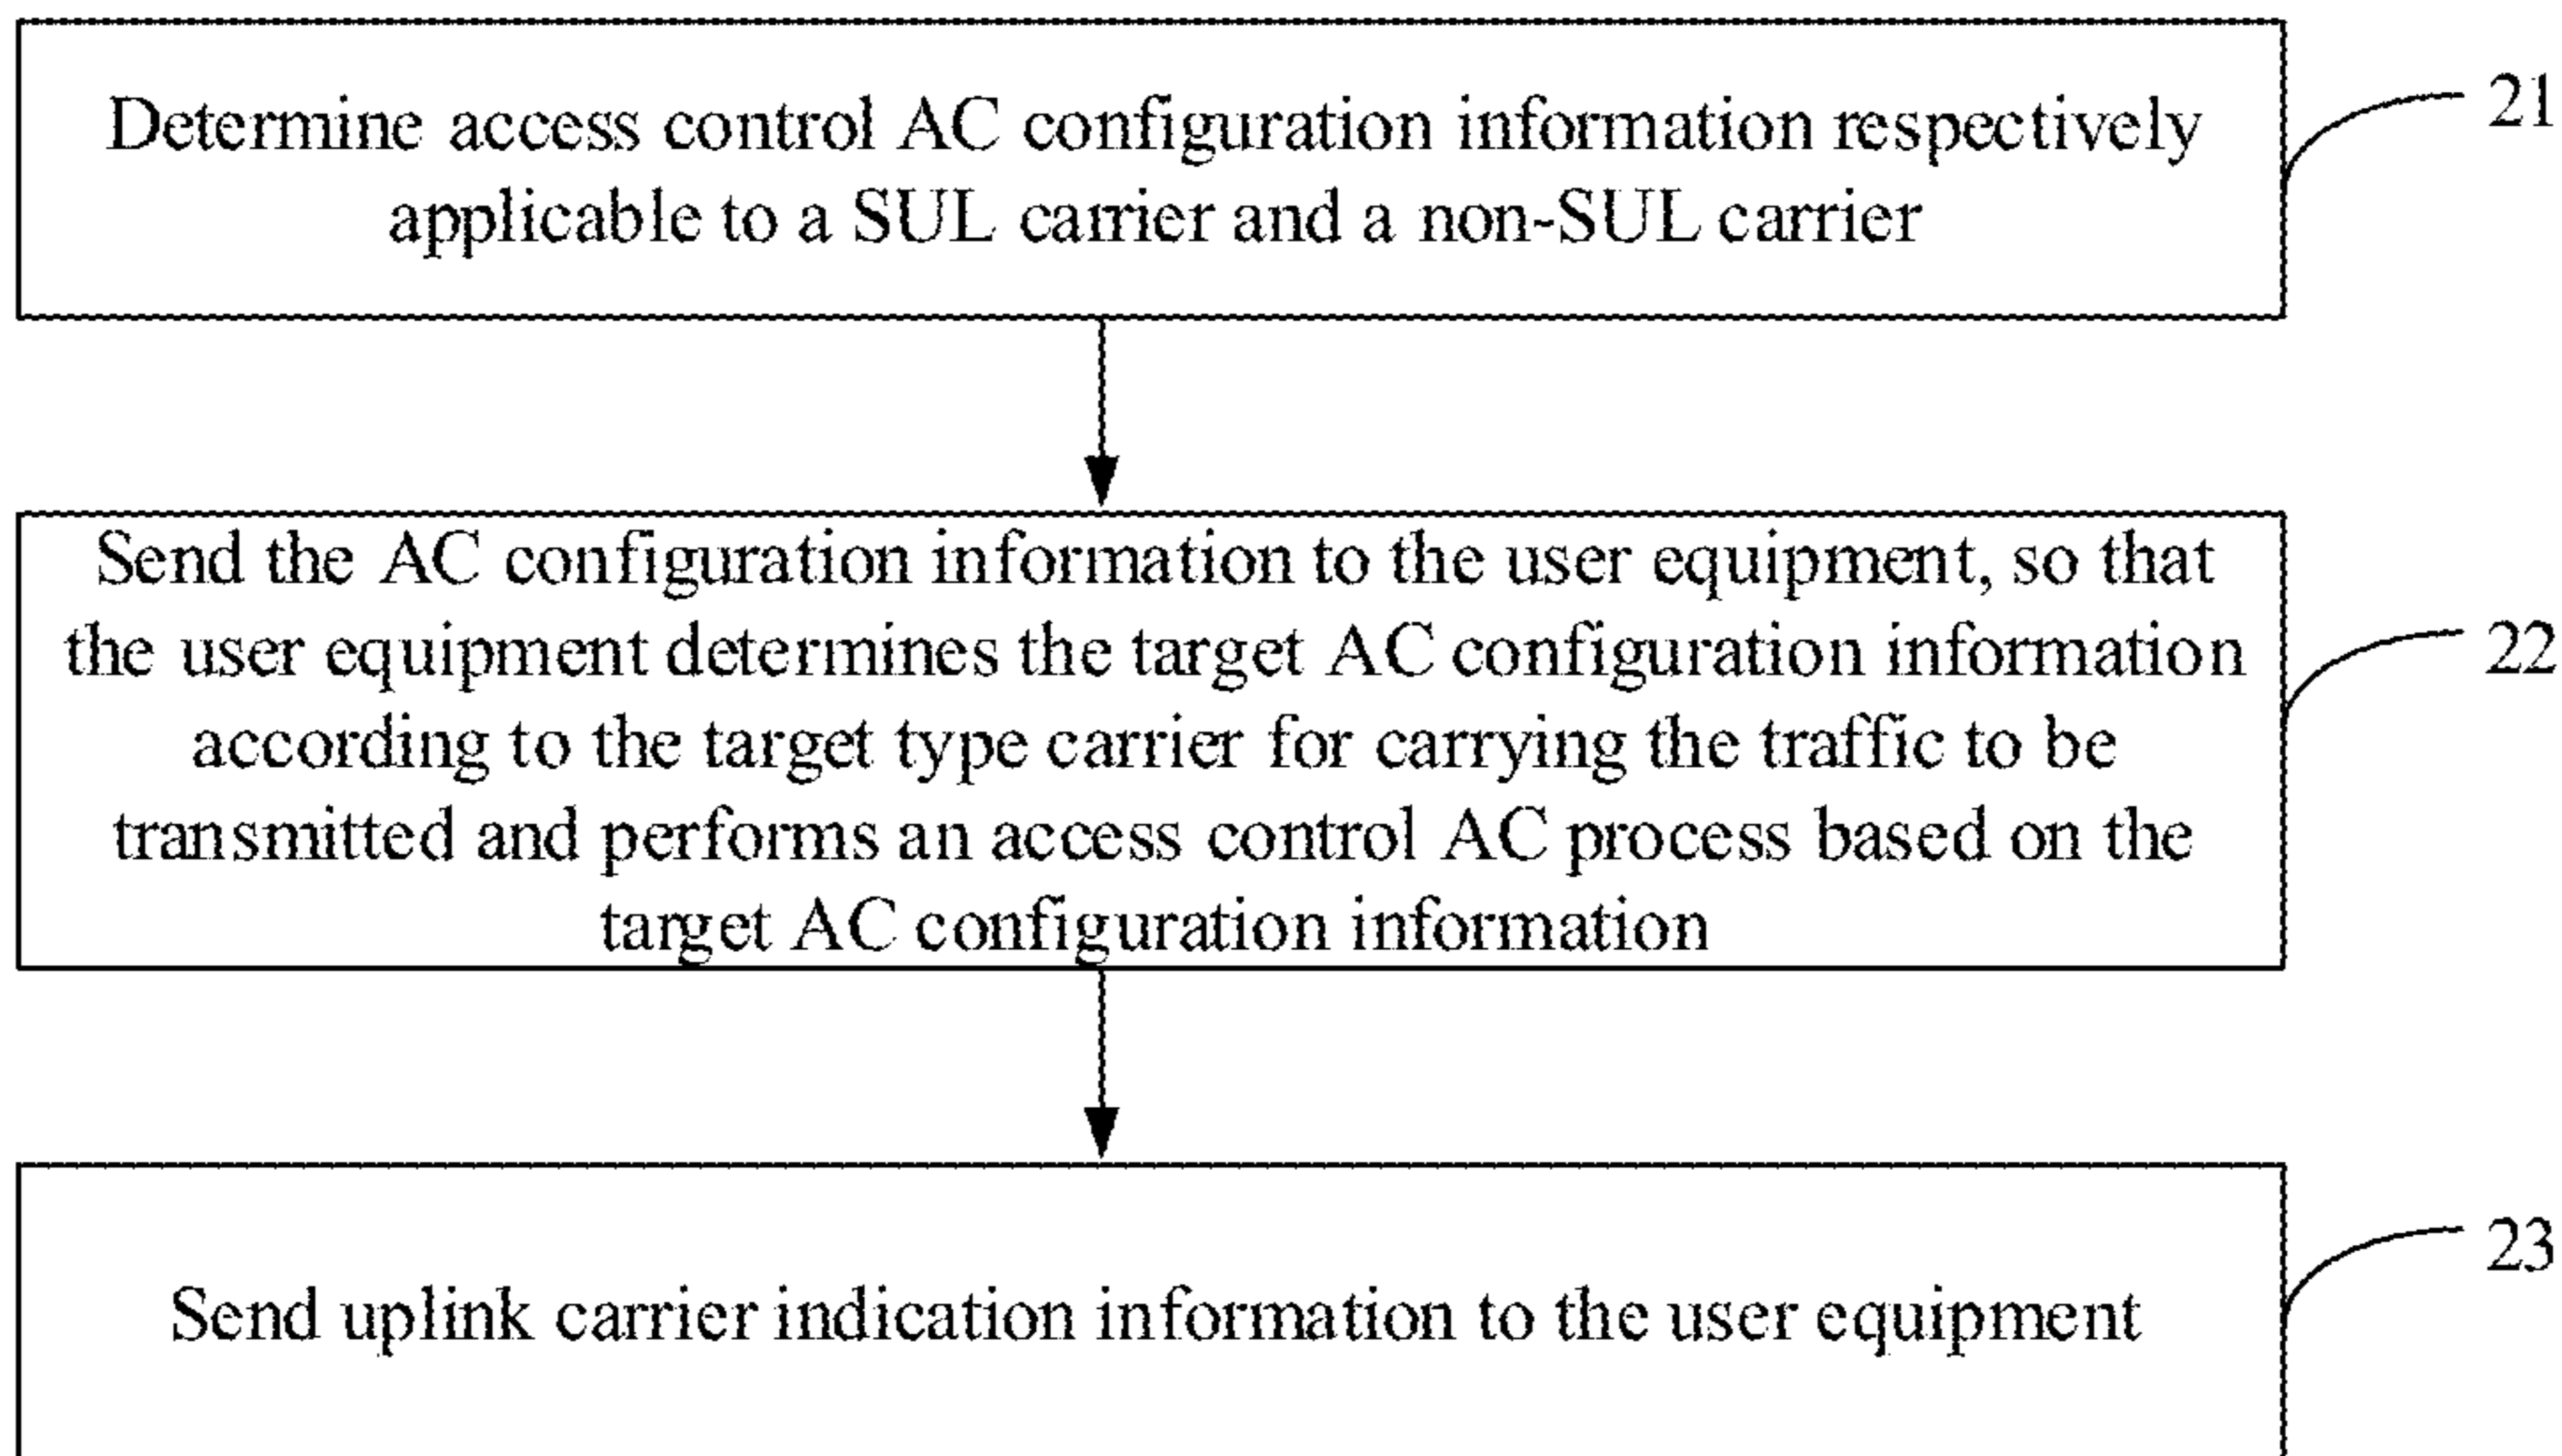 Determine access control AC configuration information respectively
applicable to a SUL carrier and a non-SUL carrier
21
Send the AC configuration information to the user equipment, so that
the user equipment determines the target AC configuration information
according to the target type carrier for carrying the traffic to be
transmitted and performs an access control AC process based on the
target AC configuration information
22
Send uplink carrier indication information to the user equipment
23